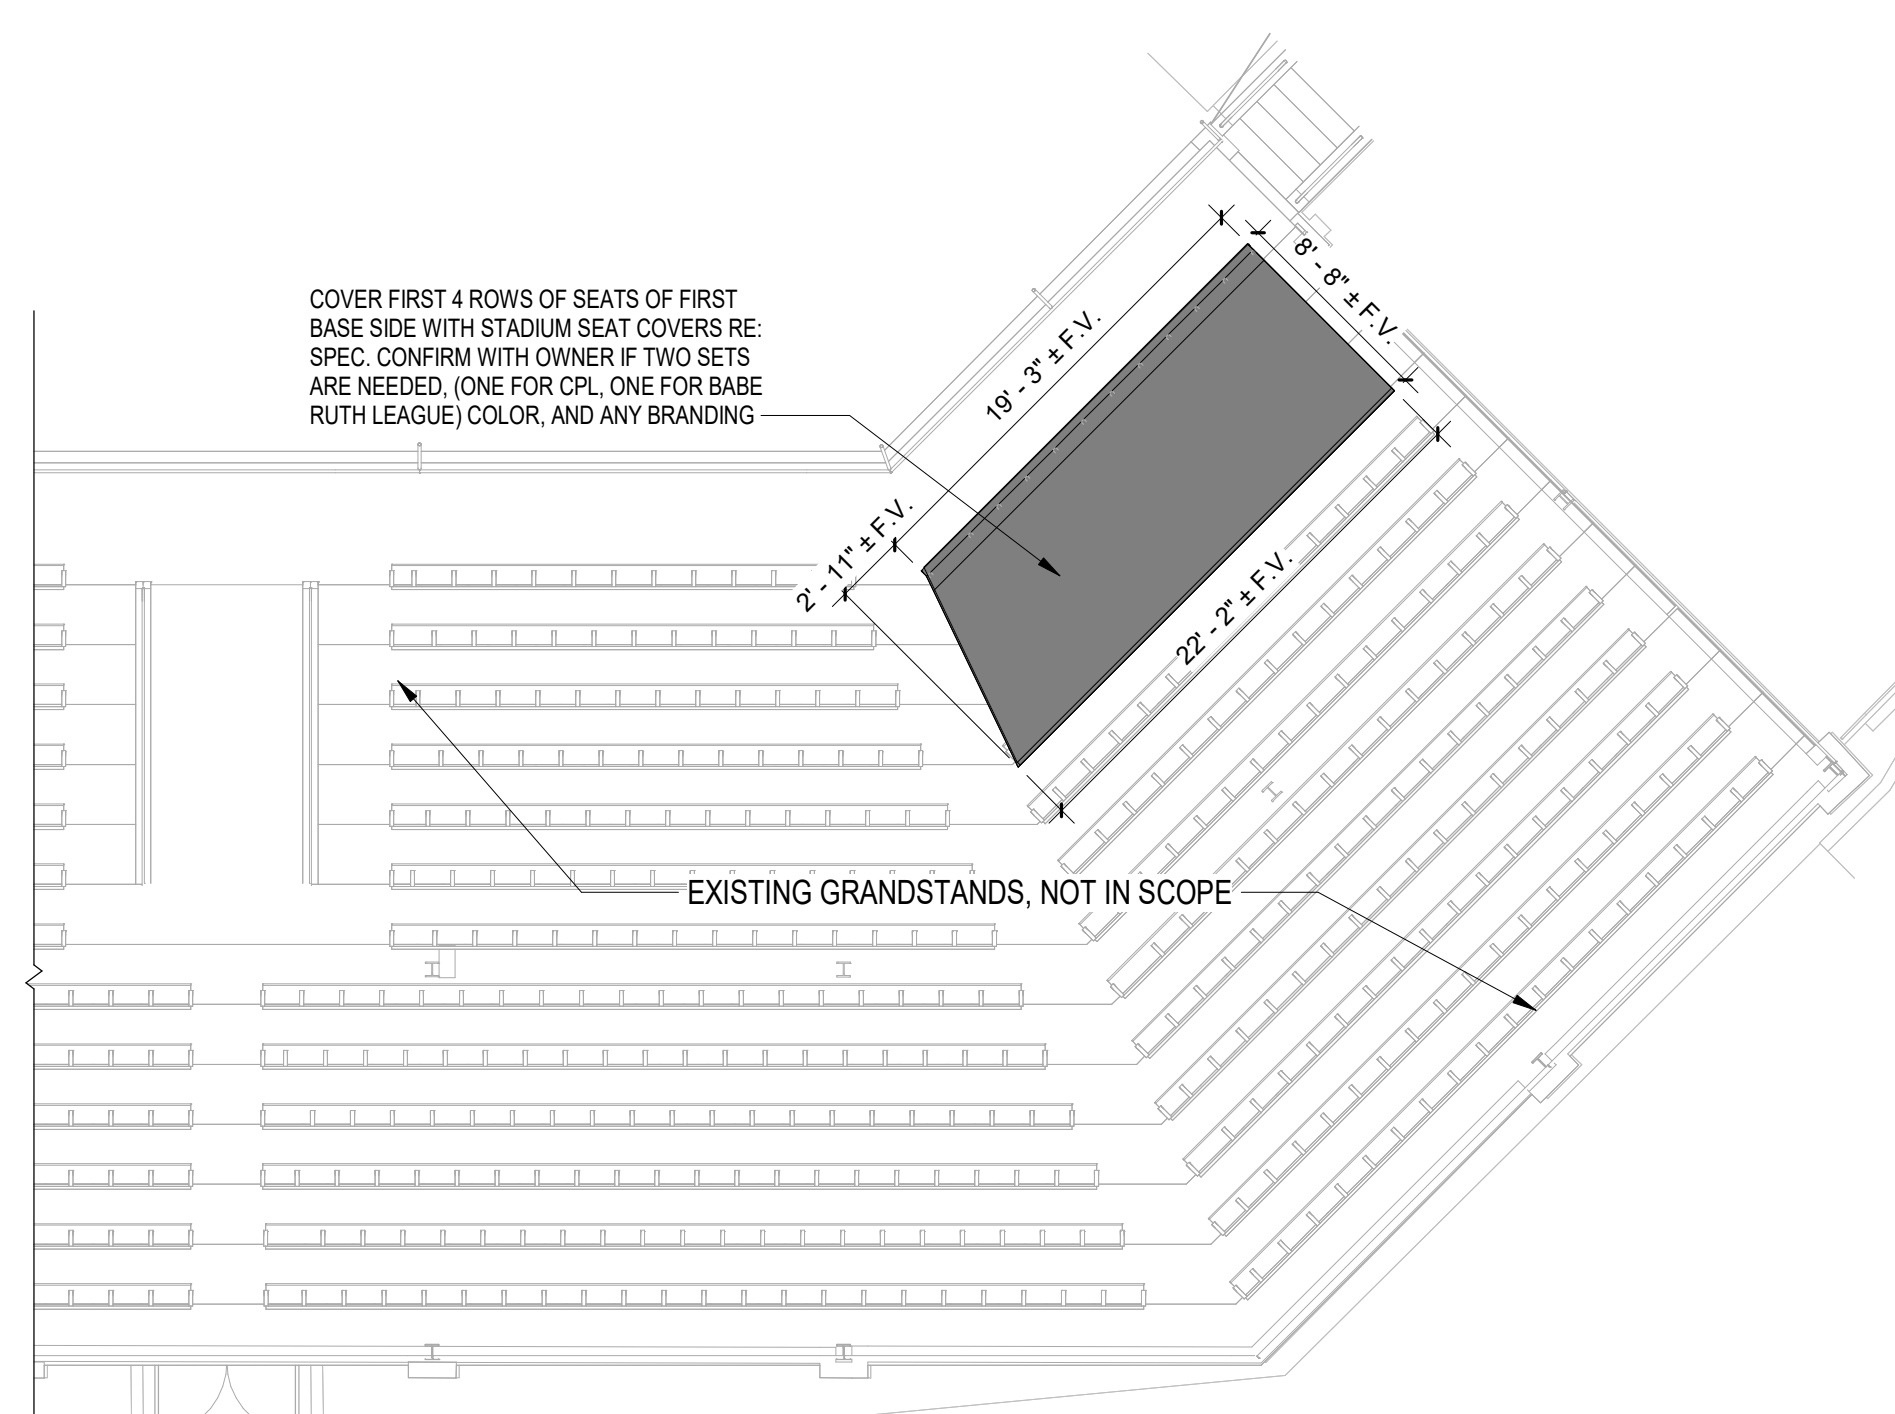 8' - 8" ± F.V.
COVER FIRST 4 ROWS OF SEATS OF FIRST
BASE SIDE WITH STADIUM SEAT COVERS RE:
SPEC. CONFIRM WITH OWNER IF TWO SETS
ARE NEEDED, (ONE FOR CPL, ONE FOR BABE
RUTH LEAGUE) COLOR, AND ANY BRANDING
19' - 3" ± F.V.
2' - 11" ± F.V.
22' - 2" ± F.V.
EXISTING GRANDSTANDS, NOT IN SCOPE